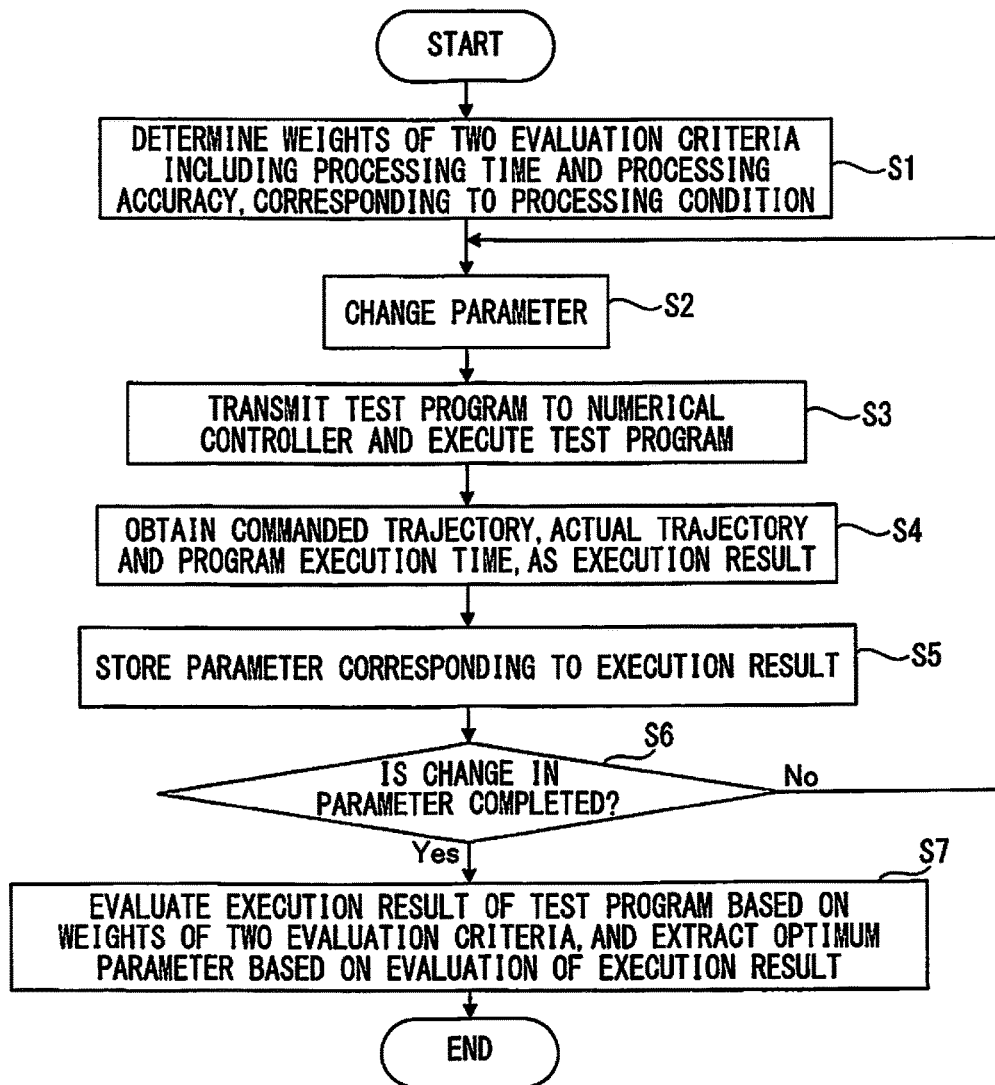 START
DETERMINE WEIGHTS OF TWO EVALUATION CRITERIA
INCLUDING PROCESSING TIME AND PROCESSING
ACCURACY, CORRESPONDING TO PROCESSING CONDITION
S1
CHANGE PARAMETER
S2
TRANSMIT TEST PROGRAM TO NUMERICAL
CONTROLLER AND EXECUTE TEST PROGRAM
S3
OBTAIN COMMANDED TRAJECTORY, ACTUAL TRAJECTORY
AND PROGRAM EXECUTION TIME, AS EXECUTION RESULT
S4
STORE PARAMETER CORRESPONDING TO EXECUTION RESULT
S5
S6
IS CHANGE IN
PARAMETER COMPLETED?
No
Yes
S7
EVALUATE EXECUTION RESULT OF TEST PROGRAM BASED ON
WEIGHTS OF TWO EVALUATION CRITERIA, AND EXTRACT OPTIMUM
PARAMETER BASED ON EVALUATION OF EXECUTION RESULT
END